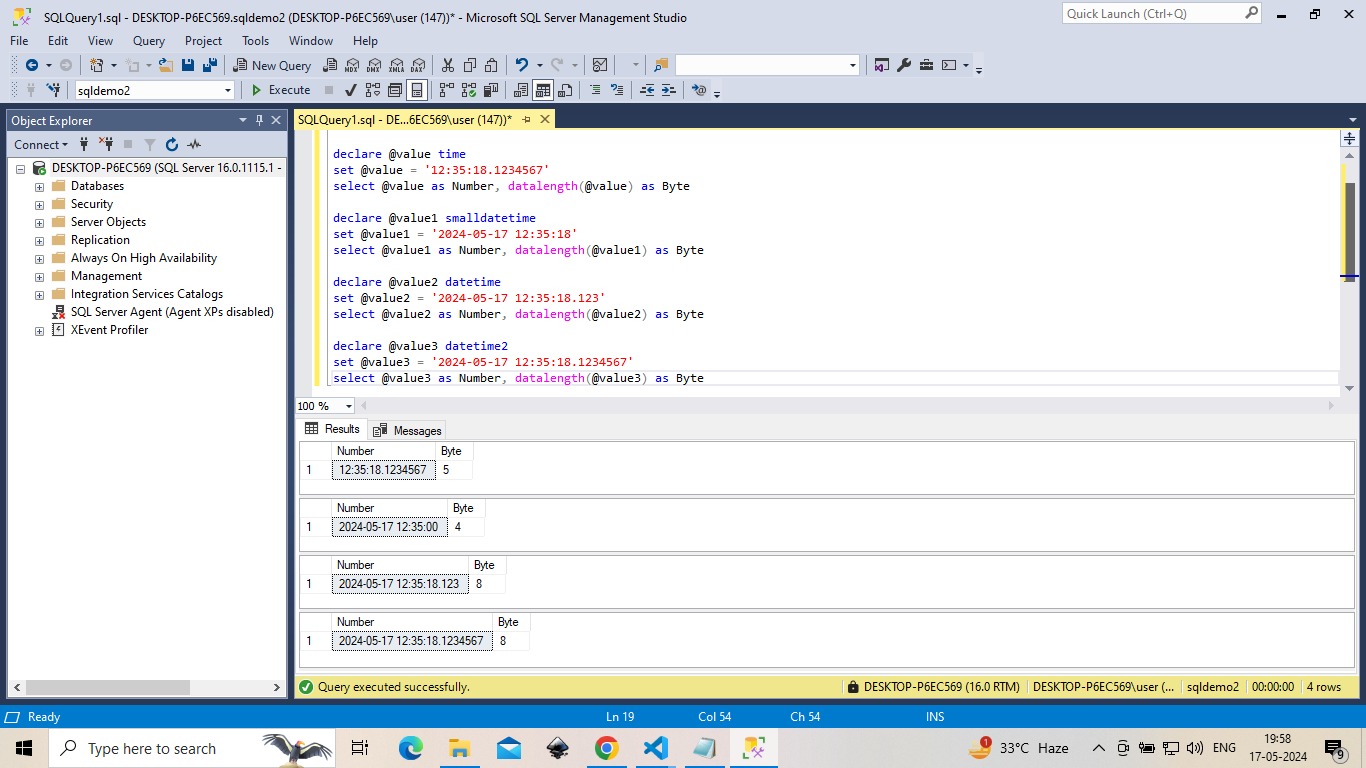 SQLQuery1.sql - DESKTOP-P6EC569.sqldemo2 (DESKTOP-P6EC569\user (147))* - Microsoft SQL Server Management Studio
Quick Launch (Ctrl+Q)
File Edit View Query Project Tools Window Help
New Query MDX DMX XMLA DAX
sqldemo2 Execute
Object Explorer
Connect
DESKTOP-P6EC569 (SQL Server 16.0.1115.1 -
Databases
Security
Server Objects
Replication
Always On High Availability
Management
Integration Services Catalogs
SQL Server Agent (Agent XPs disabled)
XEvent Profiler
SQLQuery1.sql - DE...6EC569\user (147))*
declare @value time
set @value = '12:35:18.1234567'
select @value as Number, datalength(@value) as Byte
declare @value1 smalldatetime
set @value1 = '2024-05-17 12:35:18'
select @value1 as Number, datalength(@value1) as Byte
declare @value2 datetime
set @value2 = '2024-05-17 12:35:18.123'
select @value2 as Number, datalength(@value2) as Byte
declare @value3 datetime2
set @value3 = '2024-05-17 12:35:18.1234567'
select @value3 as Number, datalength(@value3) as Byte
100 %
Results Messages
Number Byte
1 12:35:18.1234567 5
Number Byte
1 2024-05-17 12:35:00 4
Number Byte
1 2024-05-17 12:35:18.123 8
Number Byte
1 2024-05-17 12:35:18.1234567 8
Query executed successfully. DESKTOP-P6EC569 (16.0 RTM) DESKTOP-P6EC569\user (... sqldemo2 00:00:00 4 rows
Ready Ln 19 Col 54 Ch 54 INS
Type here to search 1 33°C Haze ENG 19:58
17-05-2024 9